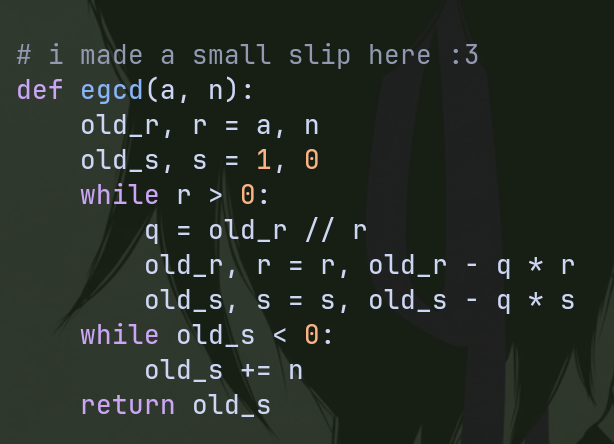 # i made a small slip here :3
def egcd(a, n):
    old_r, r = a, n
    old_s, s = 1, 0
    while r > 0:
        q = old_r // r
        old_r, r = r, old_r - q * r
        old_s, s = s, old_s - q * s
    while old_s < 0:
        old_s += n
    return old_s